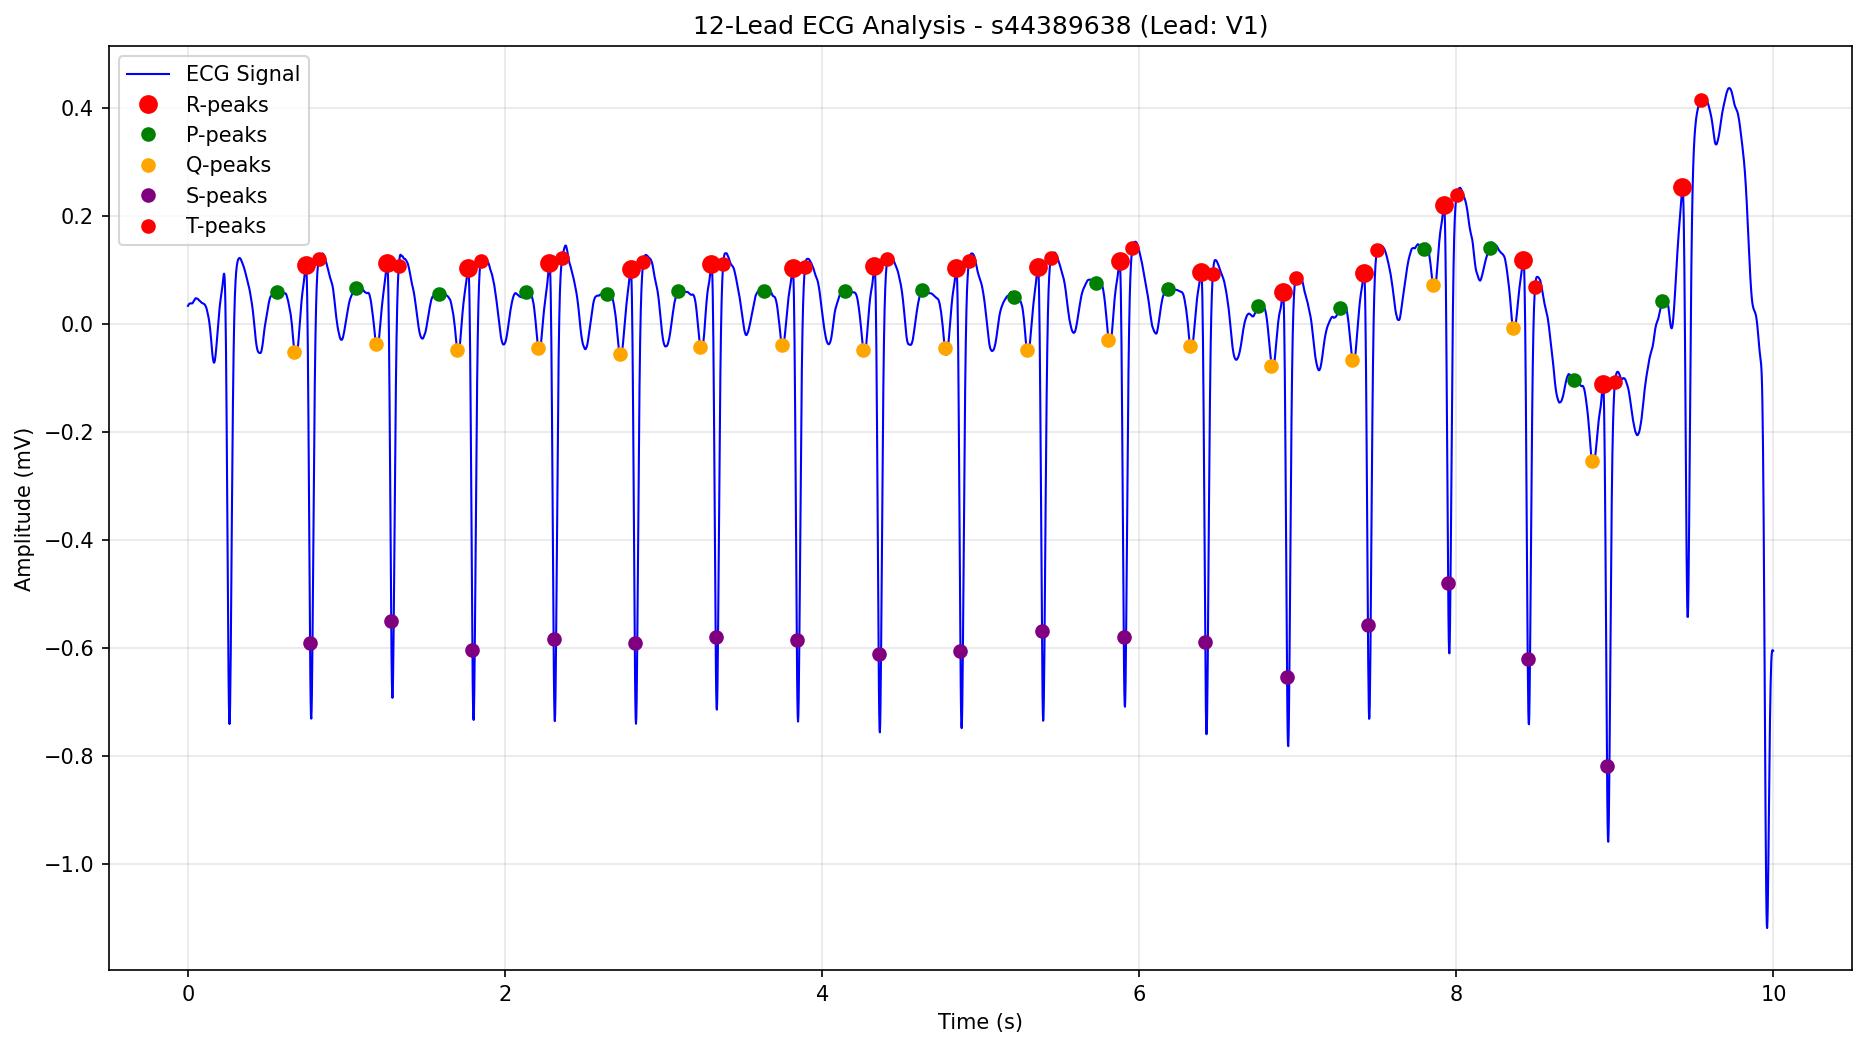 12-Lead ECG Analysis - s44389638 (Lead: V1)
ECG Signal
R-peaks
P-peaks
Q-peaks
S-peaks
T-peaks
Amplitude (mV)
0.4
0.2
0.0
−0.2
−0.4
−0.6
−0.8
−1.0
0 2 4 6 8 10
Time (s)